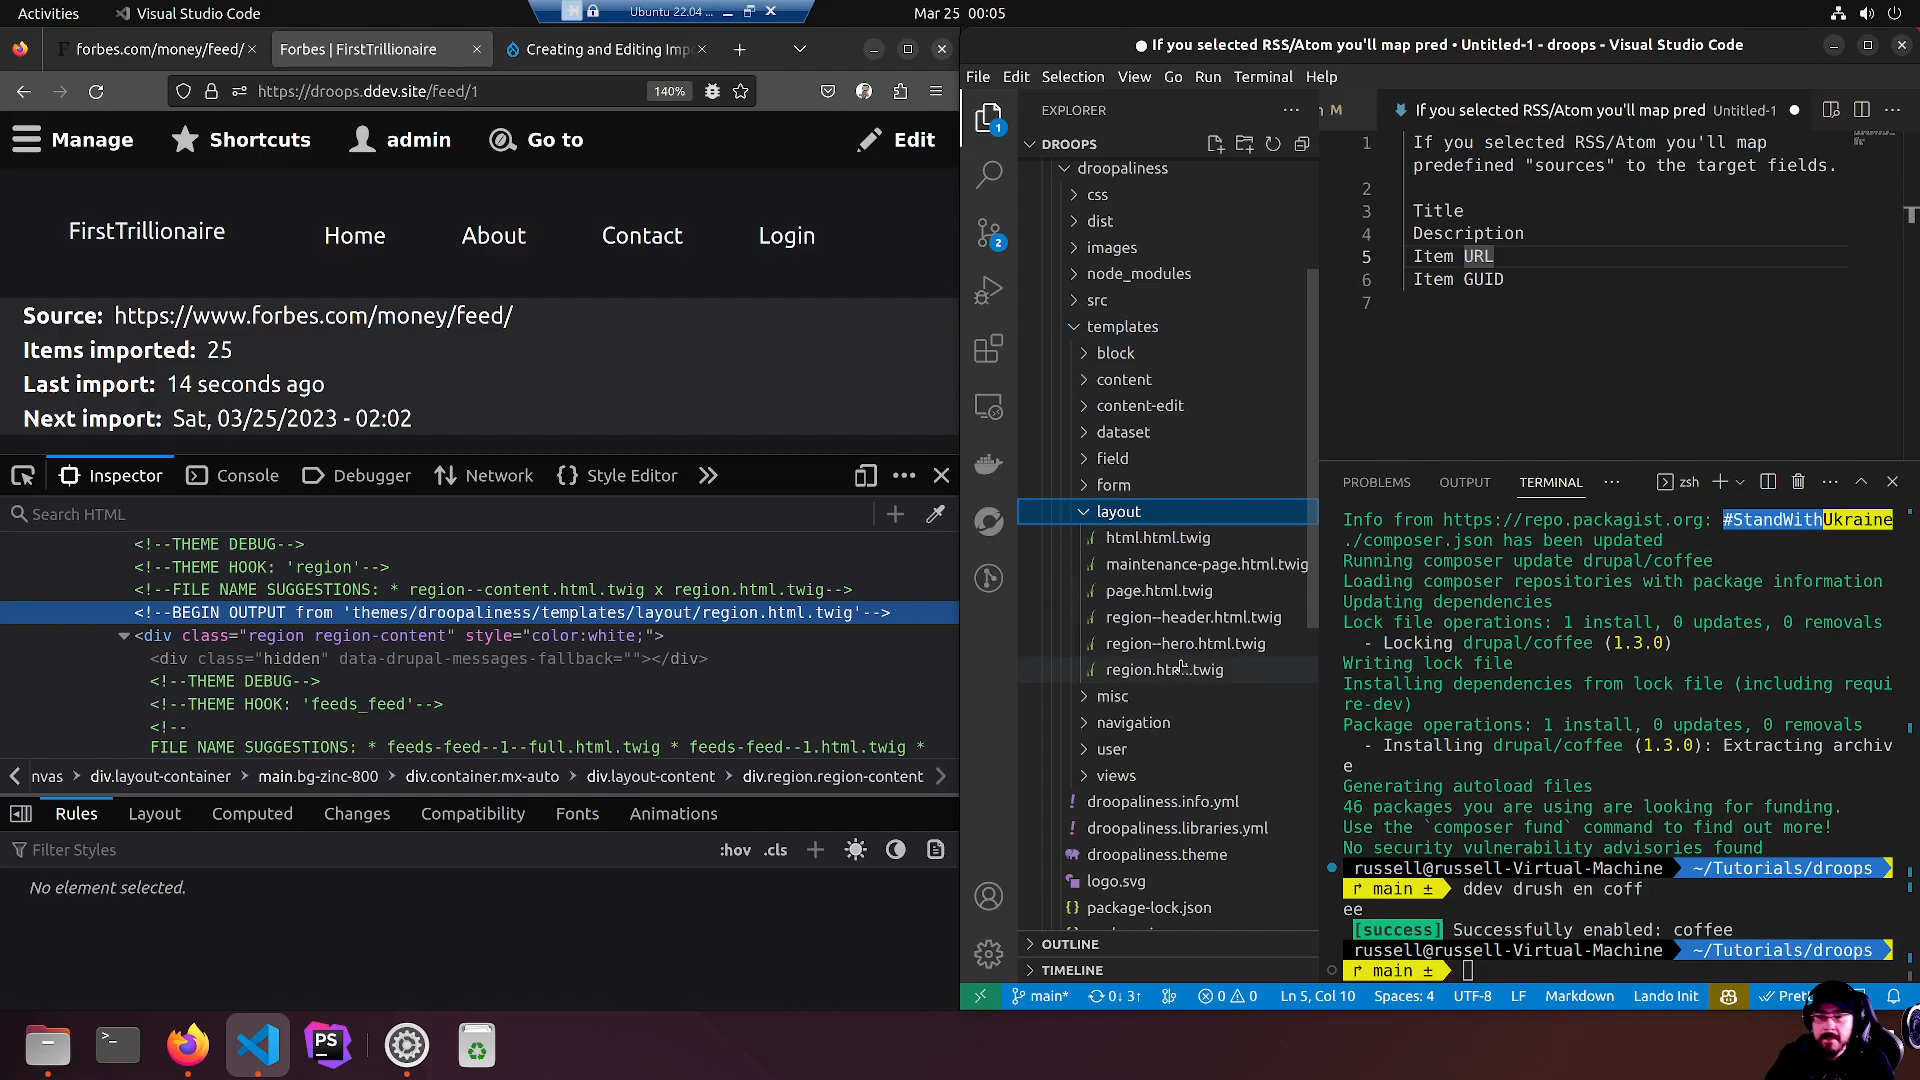 Activities
Visual Studio Code
Ubuntu 22.04 ...
Mar 25 00:05
forbes.com/money/feed/
Forbes | FirstTrillionaire
Creating and Editing Imp
https://droops.ddev.site/feed/1
140%
Manage
Shortcuts
admin
Go to
Edit
FirstTrillionaire
Home
About
Contact
Login
Source: https://www.forbes.com/money/feed/
Items imported: 25
Last import: 14 seconds ago
Next import: Sat, 03/25/2023 - 02:02
Inspector
Console
Debugger
Network
Style Editor
Search HTML
<!--THEME DEBUG-->
<!--THEME HOOK: 'region'-->
<!--FILE NAME SUGGESTIONS: * region--content.html.twig x region.html.twig-->
<!--BEGIN OUTPUT from 'themes/droopaliness/templates/layout/region.html.twig'-->
<div class="region region-content" style="color:white;">
<div class="hidden" data-drupal-messages-fallback=""></div>
<!--THEME DEBUG-->
<!--THEME HOOK: 'feeds_feed'-->
<!--
FILE NAME SUGGESTIONS: * feeds-feed--1--full.html.twig * feeds-feed--1.html.twig *
nvas
div.layout-container
main.bg-zinc-800
div.container.mx-auto
div.layout-content
div.region.region-content
Rules
Layout
Computed
Changes
Compatibility
Fonts
Animations
Filter Styles
:hov
.cls
No element selected.
● If you selected RSS/Atom you'll map pred • Untitled-1 - droops - Visual Studio Code
File
Edit
Selection
View
Go
Run
Terminal
Help
1
2
EXPLORER
DROOPS
droopaliness
css
dist
images
node_modules
src
templates
block
content
content-edit
dataset
field
form
layout
html.html.twig
maintenance-page.html.twig
page.html.twig
region--header.html.twig
region--hero.html.twig
region.html.twig
misc
navigation
user
views
droopaliness.info.yml
droopaliness.libraries.yml
droopaliness.theme
logo.svg
package-lock.json
OUTLINE
TIMELINE
M
If you selected RSS/Atom you'll map pred Untitled-1
1 If you selected RSS/Atom you'll map
predefined "sources" to the target fields.
2
3 Title
4 Description
5 Item URL
6 Item GUID
7
PROBLEMS
OUTPUT
TERMINAL
zsh
Info from https://repo.packagist.org: #StandWithUkraine
./composer.json has been updated
Running composer update drupal/coffee
Loading composer repositories with package information
Updating dependencies
Lock file operations: 1 install, 0 updates, 0 removals
- Locking drupal/coffee (1.3.0)
Writing lock file
Installing dependencies from lock file (including requi
re-dev)
Package operations: 1 install, 0 updates, 0 removals
- Installing drupal/coffee (1.3.0): Extracting archiv
e
Generating autoload files
46 packages you are using are looking for funding.
Use the `composer fund` command to find out more!
No security vulnerability advisories found
russell@russell-Virtual-Machine ~/Tutorials/droops
main ± ddev drush en coff
ee
[success] Successfully enabled: coffee
russell@russell-Virtual-Machine ~/Tutorials/droops
main ±
main*
0↓ 3↑
0
0
Ln 5, Col 10
Spaces: 4
UTF-8
LF
Markdown
Lando Init
PS